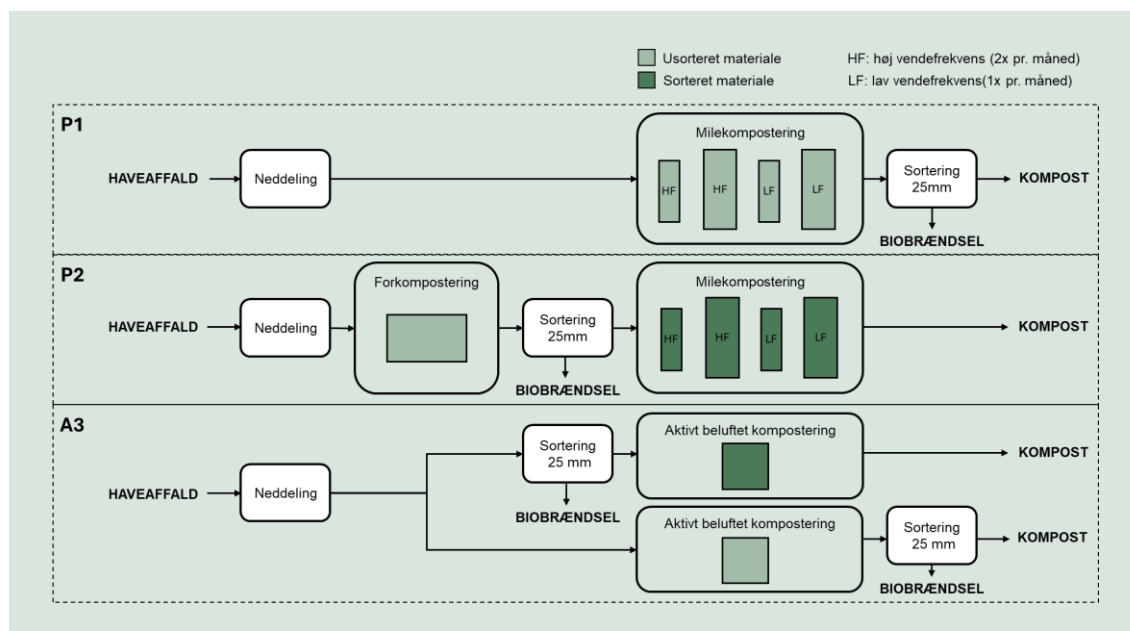 Usorteret materiale
HF: høj vendefrekvens (2x pr. måned)
Sorteret materiale
LF: lav vendefrekvens(1x pr. måned)
P1
HAVEAFFALD
Neddeling
Milekompostering
HF
HF
LF
LF
Sortering
25mm
KOMPOST
BIOBRÆNDSEL
P2
HAVEAFFALD
Neddeling
Forkompostering
Sortering
25mm
BIOBRÆNDSEL
Milekompostering
HF
HF
LF
LF
KOMPOST
A3
HAVEAFFALD
Neddeling
Sortering
25 mm
BIOBRÆNDSEL
Aktivt beluftet kompostering
KOMPOST
Aktivt beluftet kompostering
Sortering
25 mm
KOMPOST
BIOBRÆNDSEL